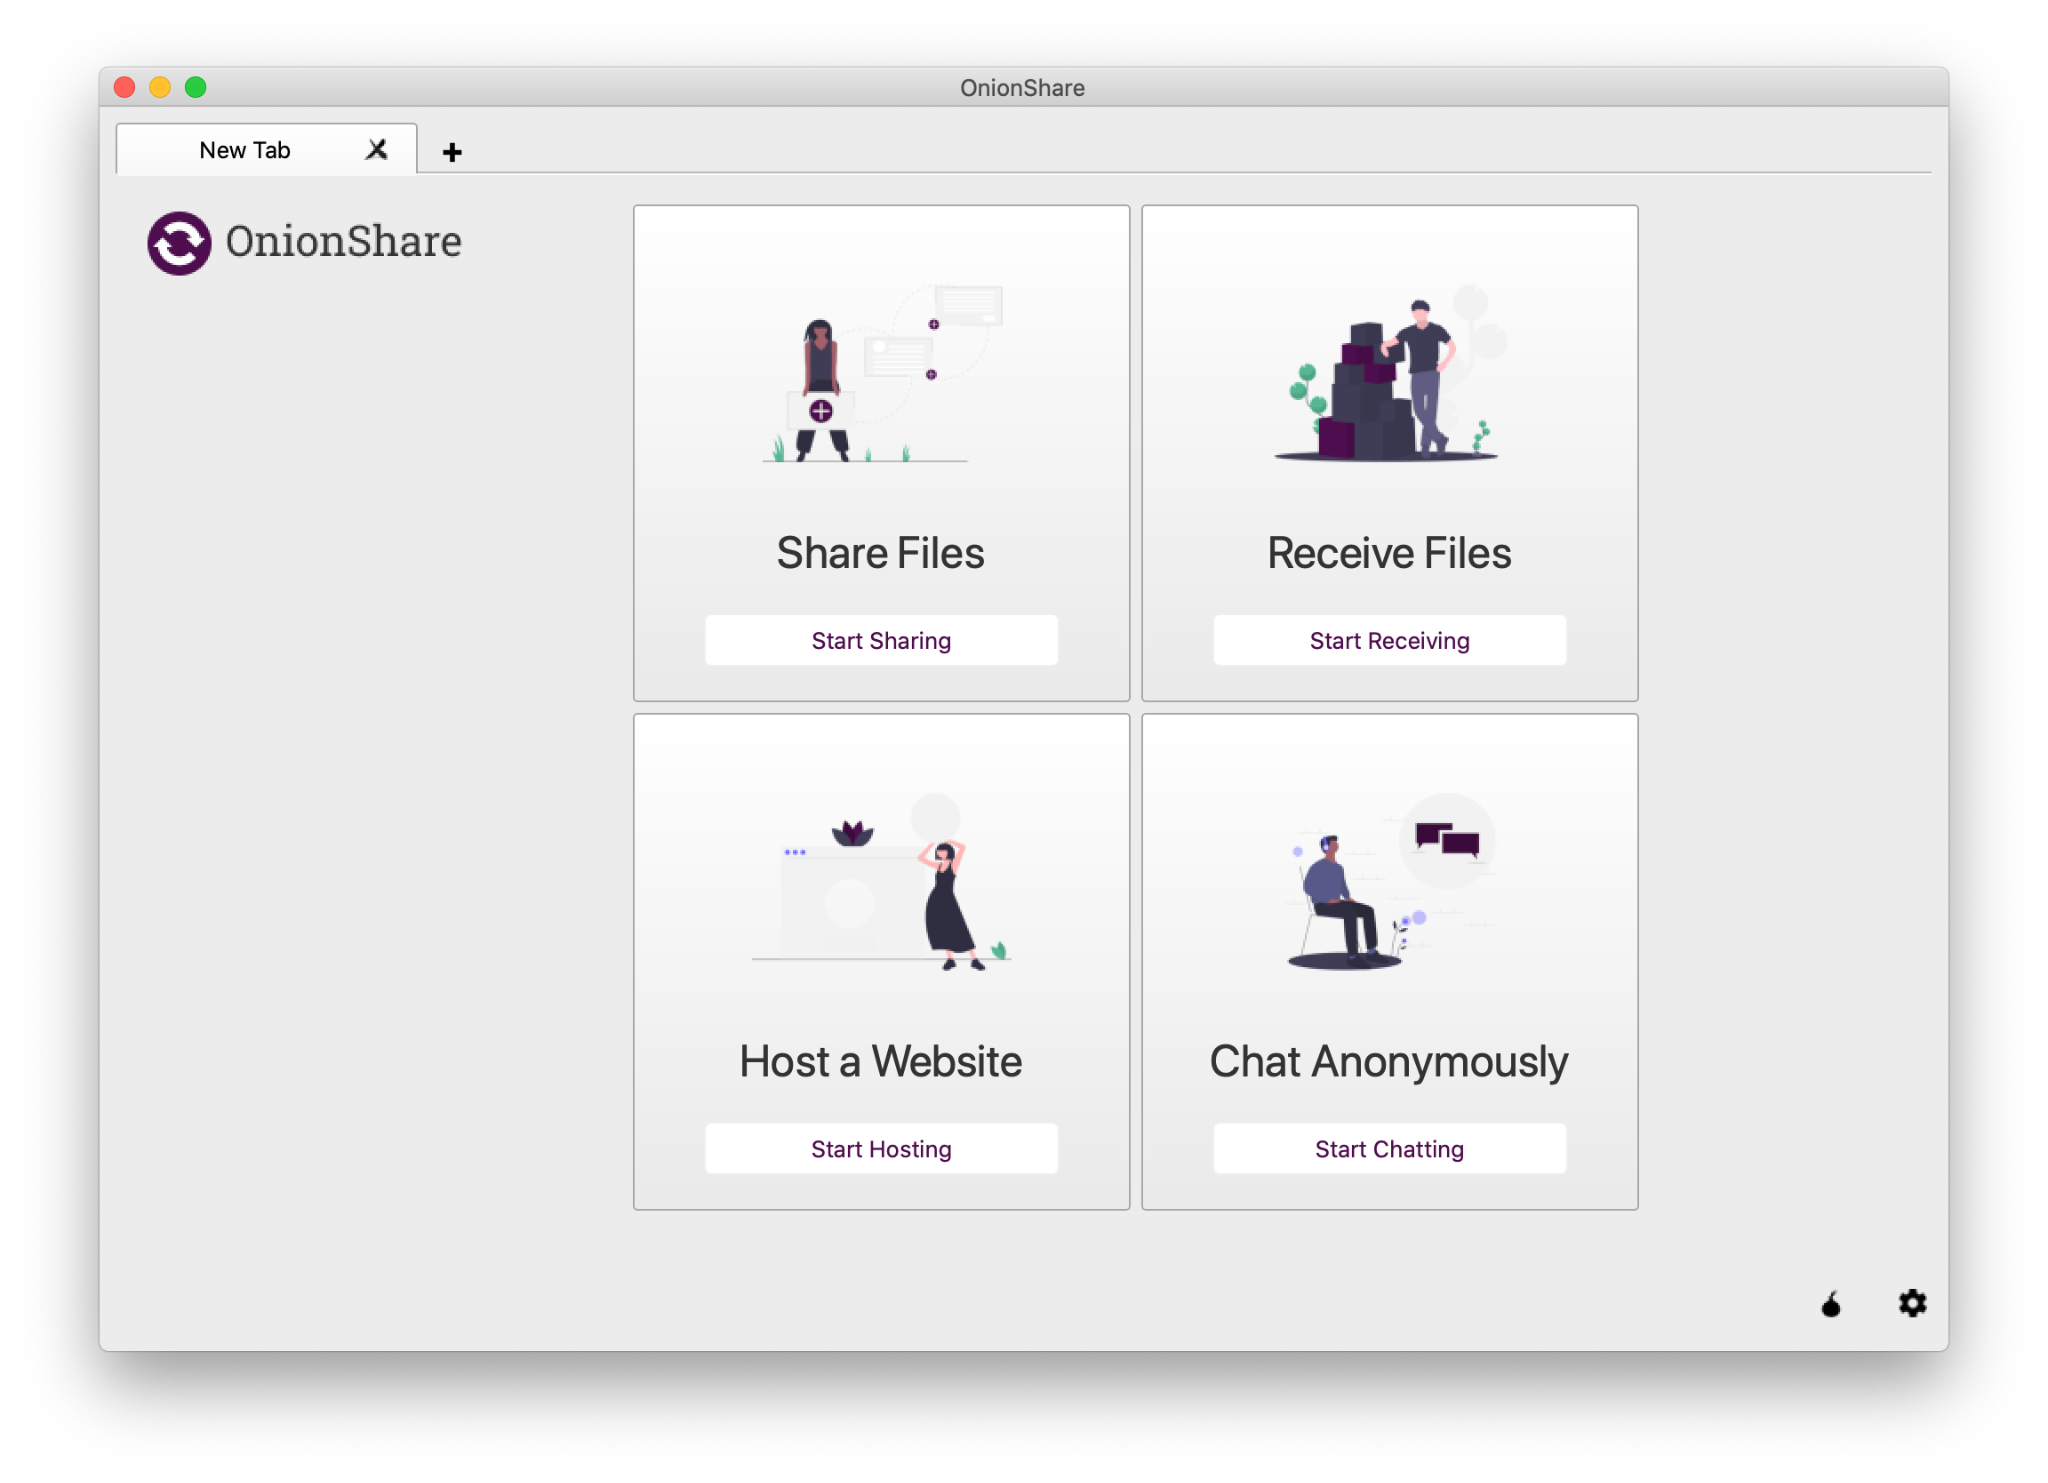 OnionShare
New Tab
OnionShare
Share Files
Start Sharing
Receive Files
Start Receiving
Host a Website
Start Hosting
Chat Anonymously
Start Chatting